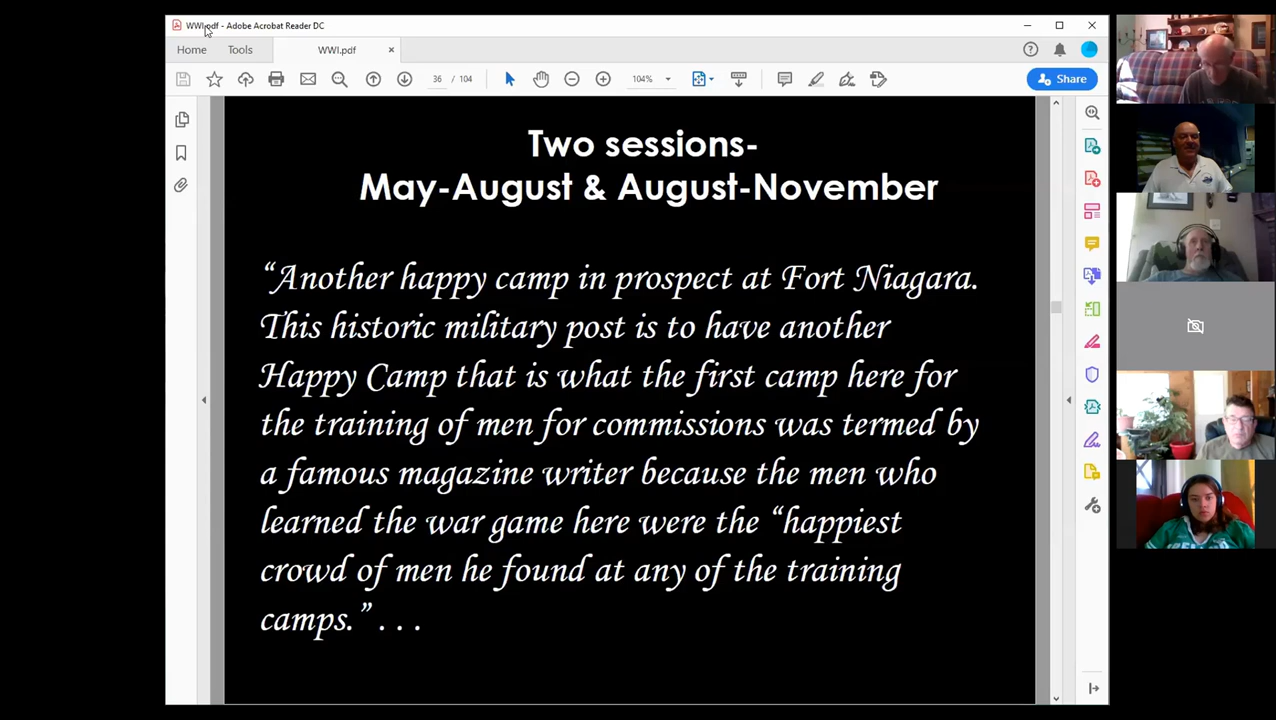 WWI.pdf - Adobe Acrobat Reader DC
Home
Tools
WWI.pdf
36 / 104
104%
Share
Two sessions-
May-August & August-November
“Another happy camp in prospect at Fort Niagara.
This historic military post is to have another
Happy Camp that is what the first camp here for
the training of men for commissions was termed by
a famous magazine writer because the men who
learned the war game here were the “happiest
crowd of men he found at any of the training
camps.” . . .